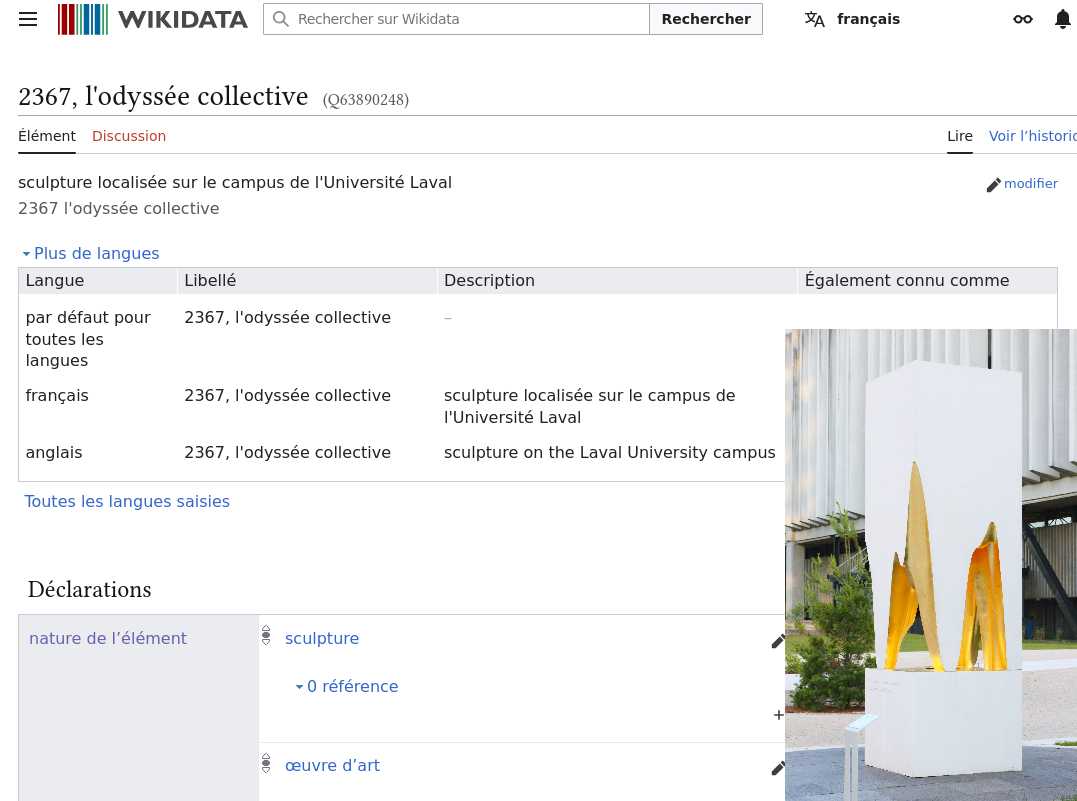 WIKIDATA
Rechercher sur Wikidata
Rechercher
français
2367, l'odyssée collective (Q63890248)
Élément Discussion
Lire Voir l’historic
sculpture localisée sur le campus de l'Université Laval
modifier
2367 l'odyssée collective
Plus de langues
Langue Libellé Description Également connu comme
par défaut pour 2367, l'odyssée collective –
toutes les
langues
français 2367, l'odyssée collective sculpture localisée sur le campus de
l'Université Laval
anglais 2367, l'odyssée collective sculpture on the Laval University campus
Toutes les langues saisies
Déclarations
nature de l’élément
sculpture
0 référence
+
œuvre d’art